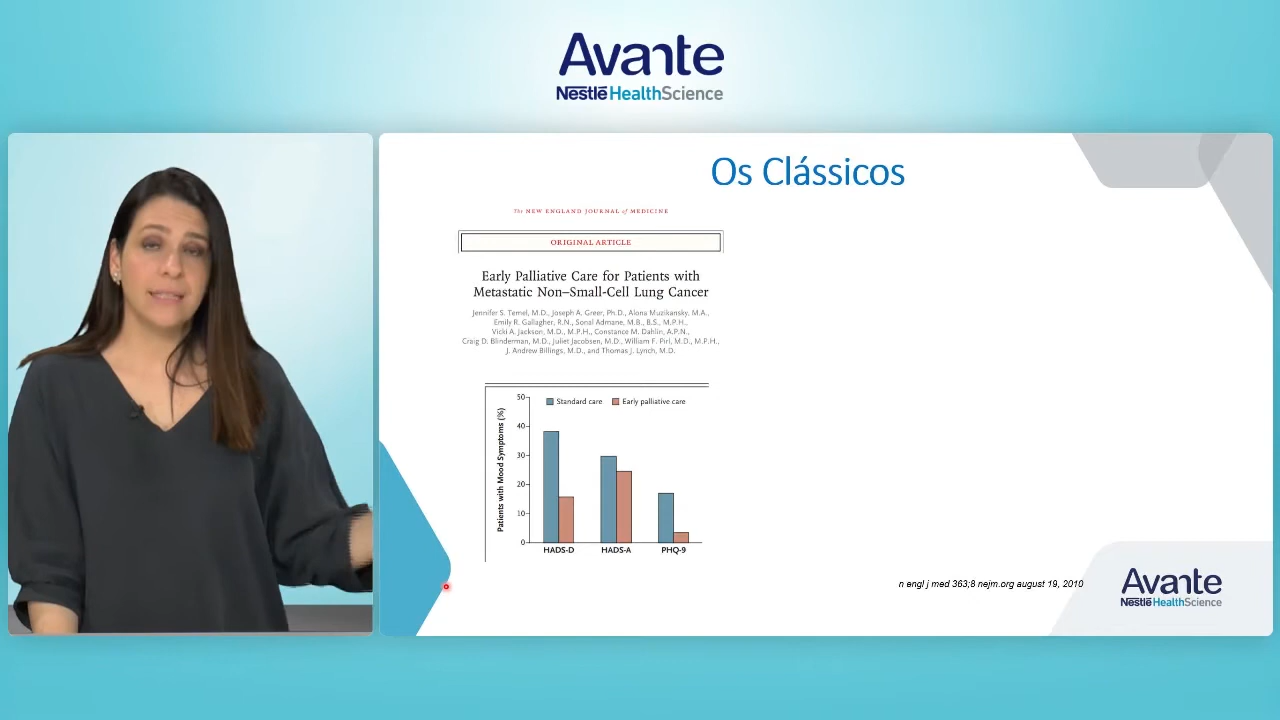 Avante
Nestlé HealthScience
Os Clássicos
The NEW ENGLAND JOURNAL of MEDICINE
ORIGINAL ARTICLE
Early Palliative Care for Patients with
Metastatic Non–Small-Cell Lung Cancer
Jennifer S. Temel, M.D., Joseph A. Greer, Ph.D., Alona Muzikansky, M.A.,
Emily R. Gallagher, R.N., Sonal Admane, M.B., B.S., M.P.H.,
Vicki A. Jackson, M.D., M.P.H., Constance M. Dahlin, A.P.N.,
Craig D. Blinderman, M.D., Juliet Jacobsen, M.D., William F. Pirl, M.D., M.P.H.,
J. Andrew Billings, M.D., and Thomas J. Lynch, M.D.
Patients with Mood Symptoms (%)
50
40
30
20
10
0
Standard care
Early palliative care
HADS-D
HADS-A
PHQ-9
n engl j med 363;8 nejm.org august 19, 2010
Avante
Nestlé HealthScience